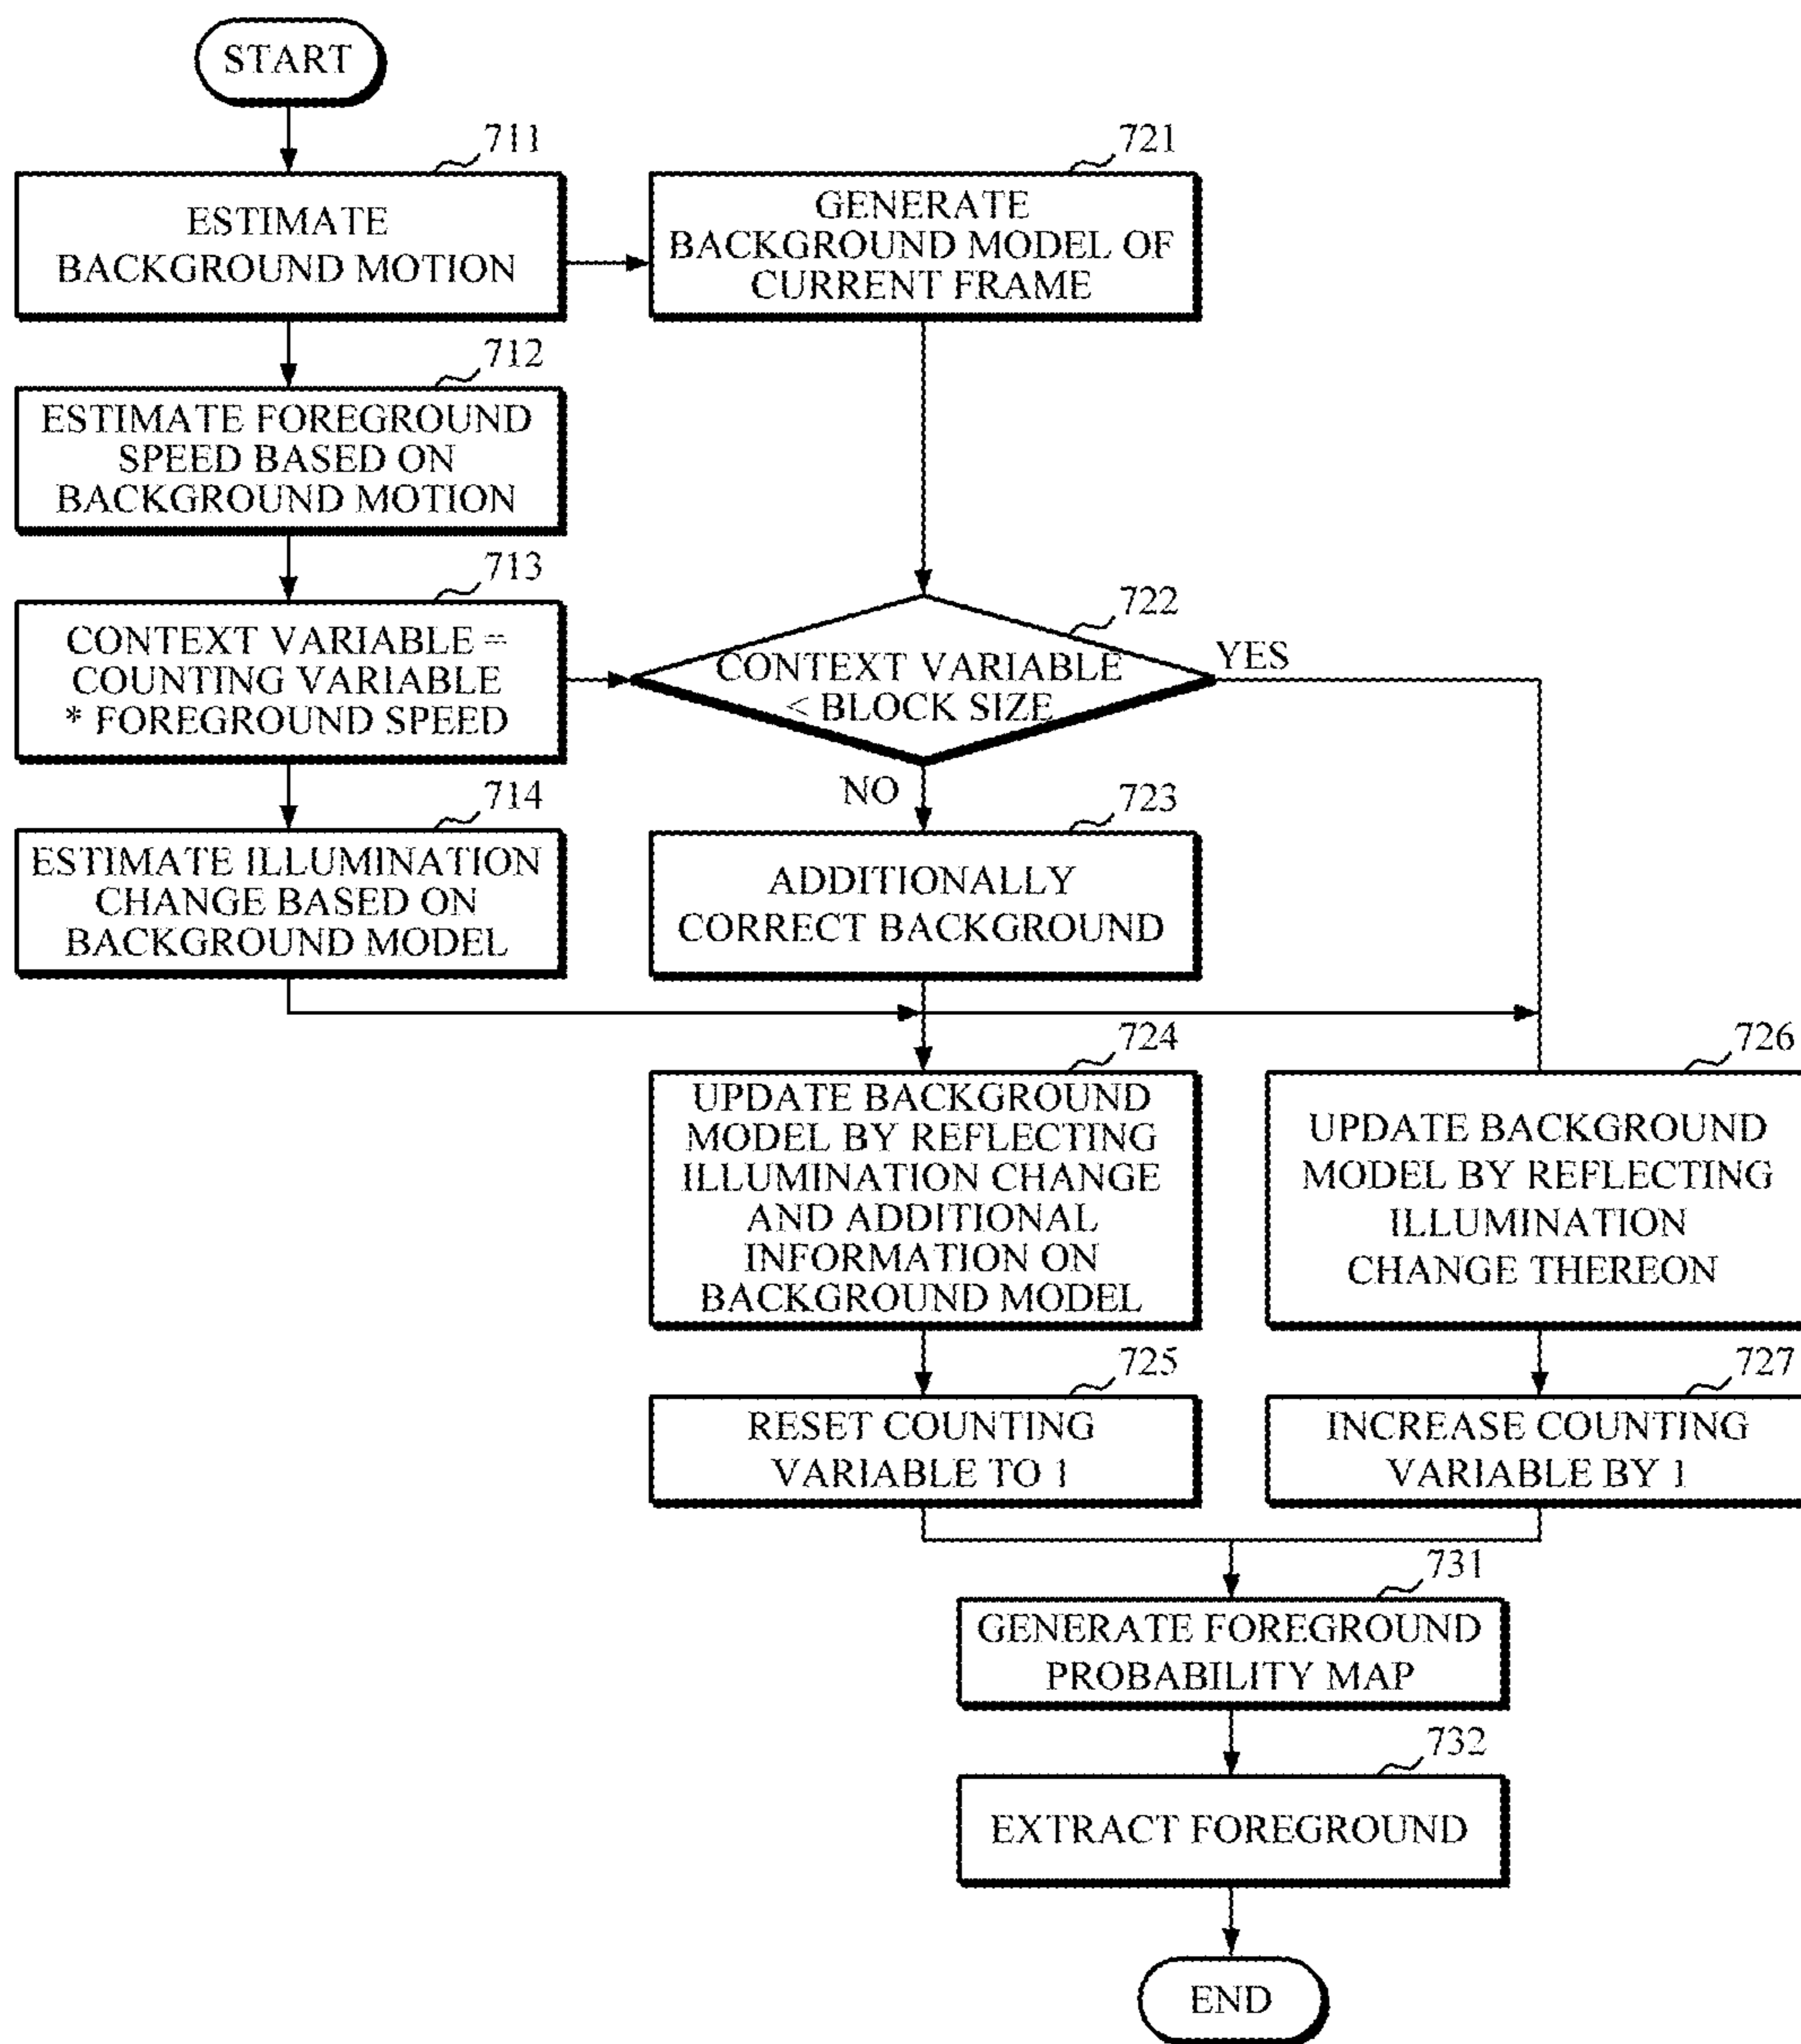 START
711
ESTIMATE
BACKGROUND MOTION
721
GENERATE
BACKGROUND MODEL OF
CURRENT FRAME
712
ESTIMATE FOREGROUND
SPEED BASED ON
BACKGROUND MOTION
713
CONTEXT VARIABLE =
COUNTING VARIABLE
* FOREGROUND SPEED
722
CONTEXT VARIABLE
< BLOCK SIZE
YES
NO
714
ESTIMATE ILLUMINATION
CHANGE BASED ON
BACKGROUND MODEL
723
ADDITIONALLY
CORRECT BACKGROUND
724
UPDATE BACKGROUND
MODEL BY REFLECTING
ILLUMINATION CHANGE
AND ADDITIONAL
INFORMATION ON
BACKGROUND MODEL
726
UPDATE BACKGROUND
MODEL BY REFLECTING
ILLUMINATION
CHANGE THEREON
725
RESET COUNTING
VARIABLE TO 1
727
INCREASE COUNTING
VARIABLE BY 1
731
GENERATE FOREGROUND
PROBABILITY MAP
732
EXTRACT FOREGROUND
END